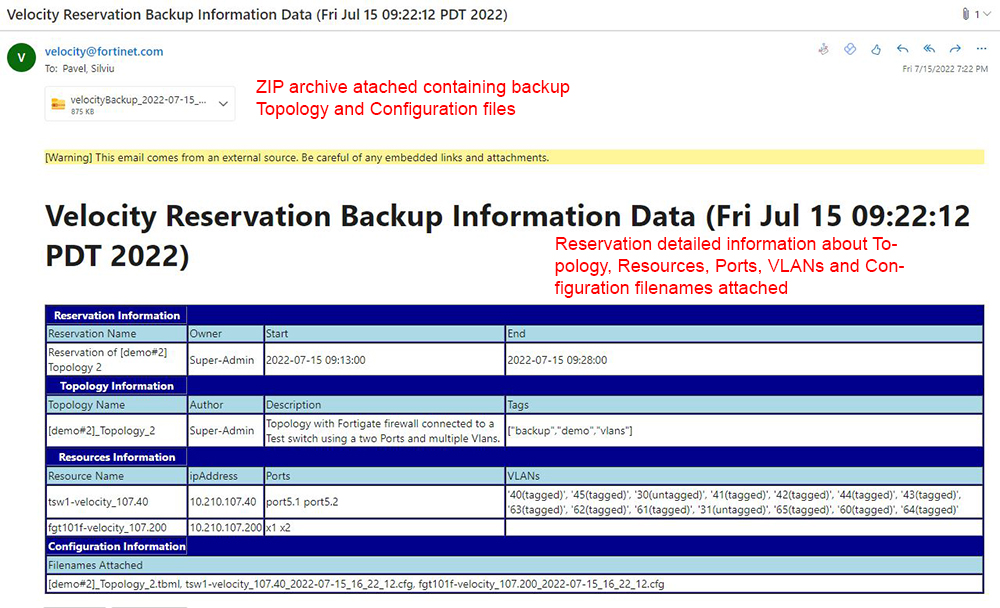 Velocity Reservation Backup Information Data (Fri Jul 15 09:22:12 PDT 2022)
1
V
velocity@fortinet.com
To: Pavel, Silviu
Fri 7/15/2022 7:22 PM
velocityBackup_2022-07-15_...
875 KB
ZIP archive atached containing backup
Topology and Configuration files
[Warning] This email comes from an external source. Be careful of any embedded links and attachments.
Velocity Reservation Backup Information Data (Fri Jul 15 09:22:12
PDT 2022)
Reservation detailed information about To-
pology, Resources, Ports, VLANs and Con-
figuration filenames attached
Reservation Information
Reservation Name Owner Start End
Reservation of [demo#2]
Topology 2
Super-Admin 2022-07-15 09:13:00 2022-07-15 09:28:00
Topology Information
Topology Name Author Description Tags
[demo#2]_Topology_2 Super-Admin
Topology with Fortigate firewall connected to a
Test switch using a two Ports and multiple Vlans.
["backup","demo","vlans"]
Resources Information
Resource Name ipAddress Ports VLANs
tsw1-velocity_107.40 10.210.107.40 port5.1 port5.2
'40(tagged)', '45(tagged)', '30(untagged)', '41(tagged)', '42(tagged)', '44(tagged)', '43(tagged)',
'63(tagged)', '62(tagged)', '61(tagged)', '31(untagged)', '65(tagged)', '60(tagged)', '64(tagged)'
fgt101f-velocity_107.200 10.210.107.200 x1 x2
Configuration Information
Filenames Attached
[demo#2]_Topology_2.tbml, tsw1-velocity_107.40_2022-07-15_16_22_12.cfg, fgt101f-velocity_107.200_2022-07-15_16_22_12.cfg